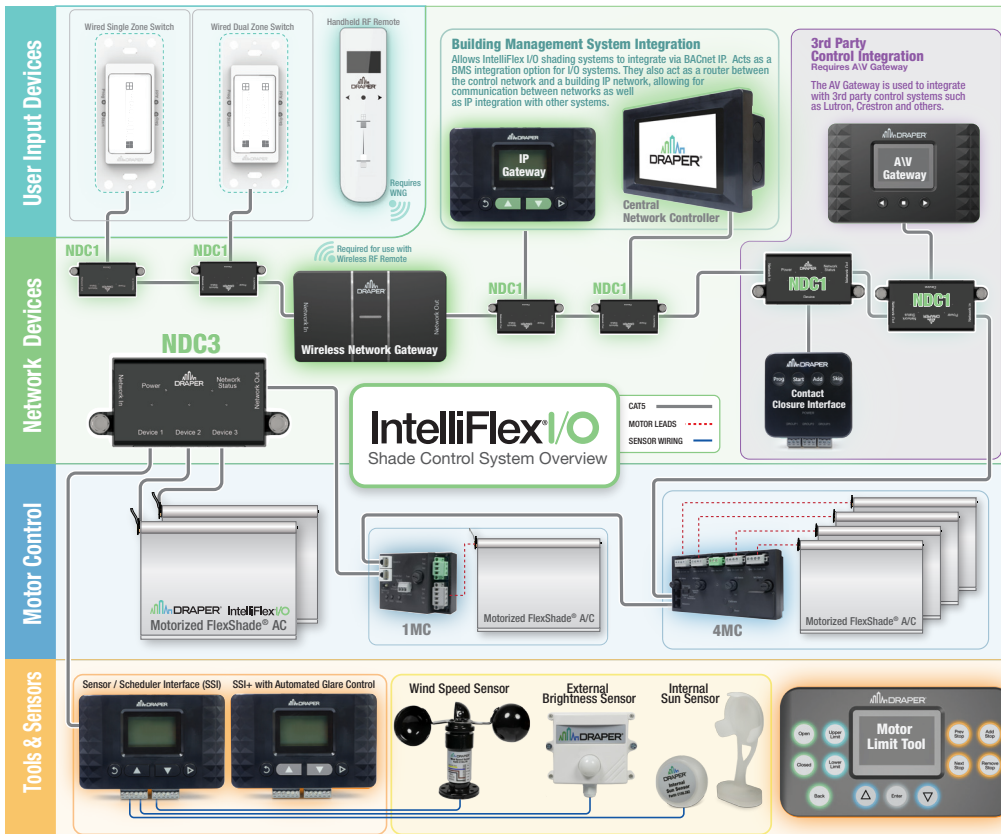 User Input Devices
Wired Single Zone Switch
Wired Dual Zone Switch
Handheld RF Remote
Requires
WNG
Building Management System Integration
Allows IntelliFlex I/O shading systems to integrate via BACnet IP. Acts as a
BMS integration option for I/O systems. They also act as a router between
the control network and a building IP network, allowing for
communication between networks as well
as IP integration with other systems.
DRAPER
IP
Gateway
DRAPER®
Central
Network Controller
3rd Party
Control Integration
Requires A\V Gateway
The AV Gateway is used to integrate
with 3rd party control systems such
as Lutron, Crestron and others.
DRAPER
A\V
Gateway
Network Devices
NDC1
NDC1
Required for use with
Wireless RF Remote
Network In
DRAPER
Network Out
Wireless Network Gateway
NDC1
NDC1
Power
DRAPER
Network
Status
NDC1
Device
NDC1
DRAPER
Prog
Start
Add
Skip
Contact
Closure Interface
NDC3
Network In
Power
DRAPER
Network
Status
Network Out
Device 1
Device 2
Device 3
IntelliFlex® I/O
Shade Control System Overview
CAT5
MOTOR LEADS
SENSOR WIRING
Motor Control
DRAPER® IntelliFlex I/O
Motorized FlexShade® AC
1MC
Motorized FlexShade® A/C
4MC
Motorized FlexShade® A/C
Tools & Sensors
Sensor / Scheduler Interface (SSI)
DRAPER
SSI+ with Automated Glare Control
DRAPER
Wind Speed Sensor
External
Brightness Sensor
DRAPER
Internal
Sun Sensor
DRAPER
Internal
Sun Sensor
DRAPER
Motor
Limit Tool
Open
Upper
Limit
Prev
Stop
Add
Stop
Closed
Lower
Limit
Next
Stop
Remove
Stop
Back
Enter